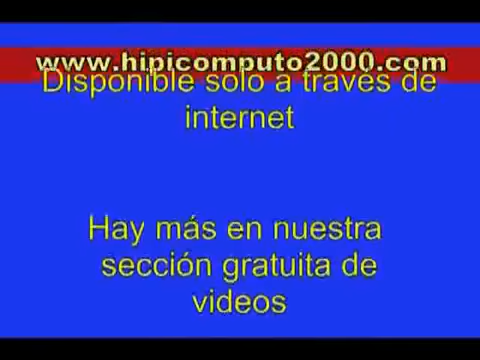 www.hipicomputo2000.com
Disponible solo a través de
internet
Hay más en nuestra
sección gratuita de
videos